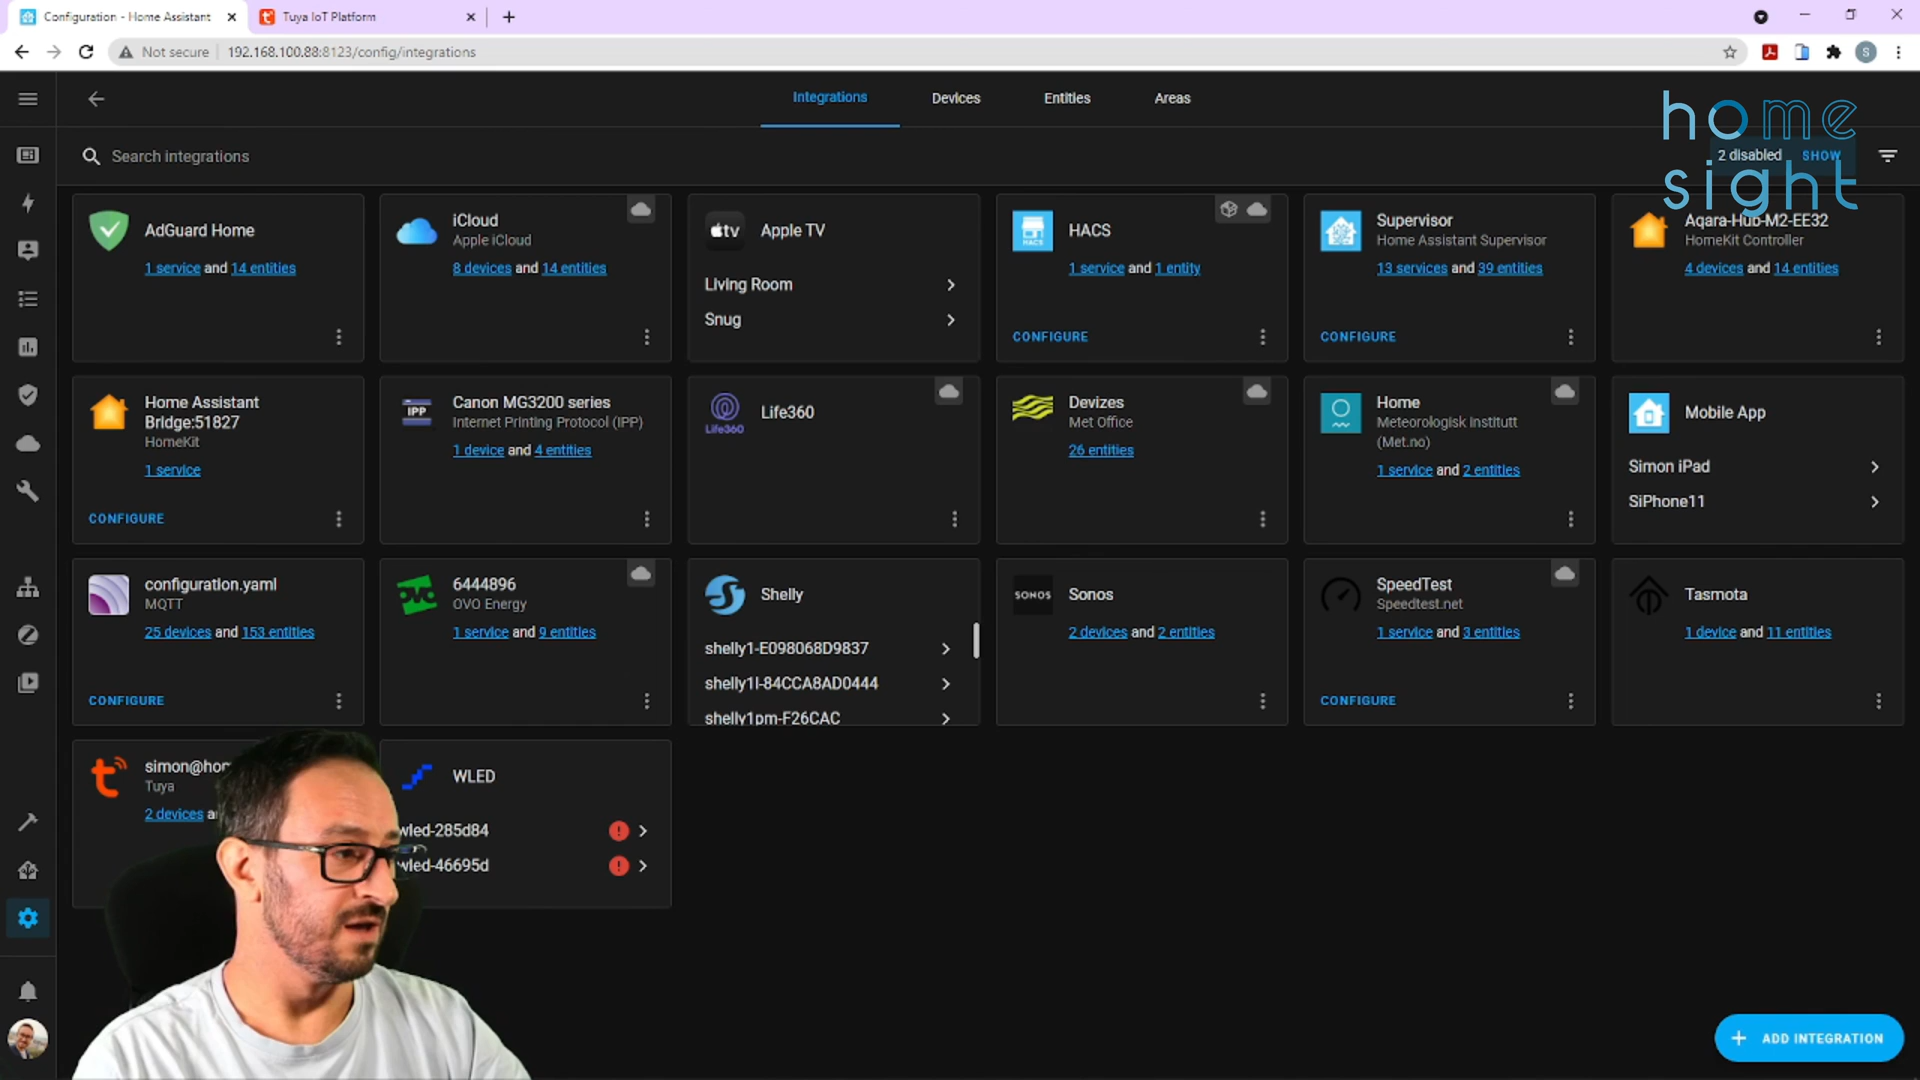 Configuration - Home Assistant
Tuya IoT Platform
Not secure
192.168.100.88:8123/config/integrations
Integrations
Devices
Entities
Areas
home
sight
Search integrations
2 disabled
SHOW
AdGuard Home
1 service and 14 entities
iCloud
Apple iCloud
8 devices and 14 entities
tv
Apple TV
Living Room
Snug
HACS
HACS
1 service and 1 entity
CONFIGURE
Supervisor
Home Assistant Supervisor
13 services and 39 entities
CONFIGURE
Aqara-Hub-M2-EE32
HomeKit Controller
4 devices and 14 entities
Home Assistant
Bridge:51827
HomeKit
1 service
CONFIGURE
IPP
Canon MG3200 series
Internet Printing Protocol (IPP)
1 device and 4 entities
Life360
Life360
Devizes
Met Office
26 entities
Home
Meteorologisk institutt
(Met.no)
1 service and 2 entities
Mobile App
Simon iPad
SiPhone11
configuration.yaml
MQTT
25 devices and 153 entities
CONFIGURE
6444896
OVO Energy
1 service and 9 entities
Shelly
shelly1-E098068D9837
shelly1l-84CCA8AD0444
shelly1pm-F26CAC
SONOS
Sonos
2 devices and 2 entities
SpeedTest
Speedtest.net
1 service and 3 entities
CONFIGURE
Tasmota
1 device and 11 entities
simon@hom
Tuya
2 devices
WLED
wled-285d84
wled-46695d
ADD INTEGRATION